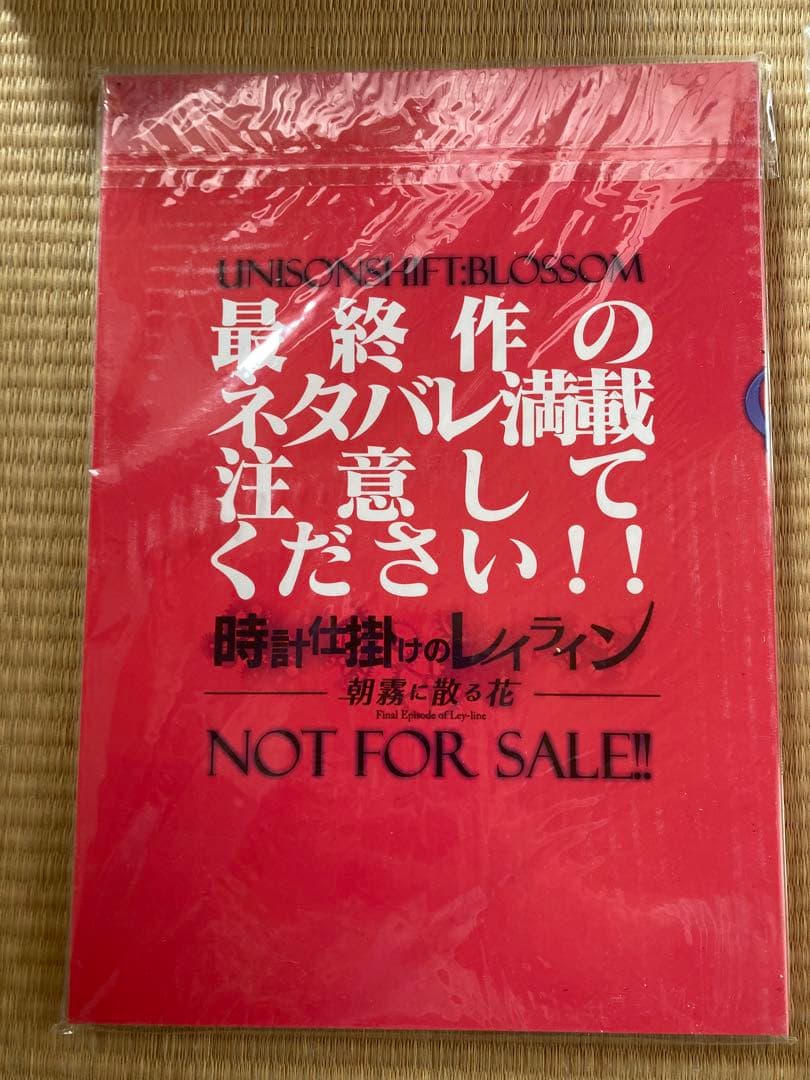 UNISONSHIFT:BLOSSOM
最終作の
ネタバレ満載
注意して
ください！！
時計仕掛けのレイライン
朝霧に散る花
Final Episode of Ley-line
NOT FOR SALE!!